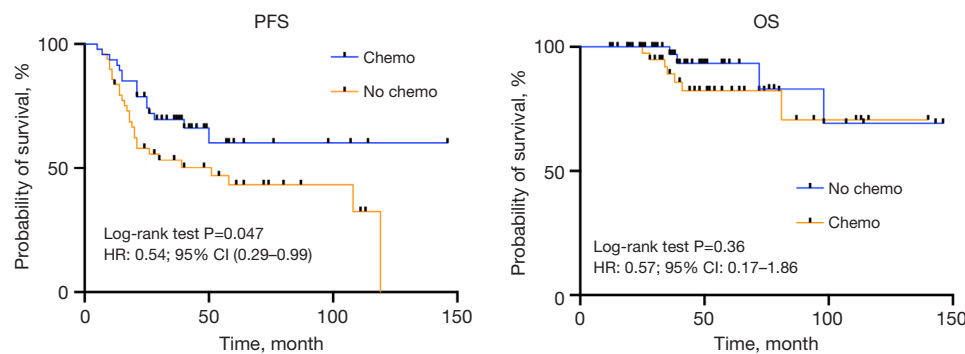 PFS
Probability of survival, %
100
50
0
Chemo
No chemo
Log-rank test P=0.047
HR: 0.54; 95% CI (0.29–0.99)
0 50 100 150
Time, month
OS
Probability of survival, %
100
50
0
No chemo
Chemo
Log-rank test P=0.36
HR: 0.57; 95% CI: 0.17–1.86
0 50 100 150
Time, month